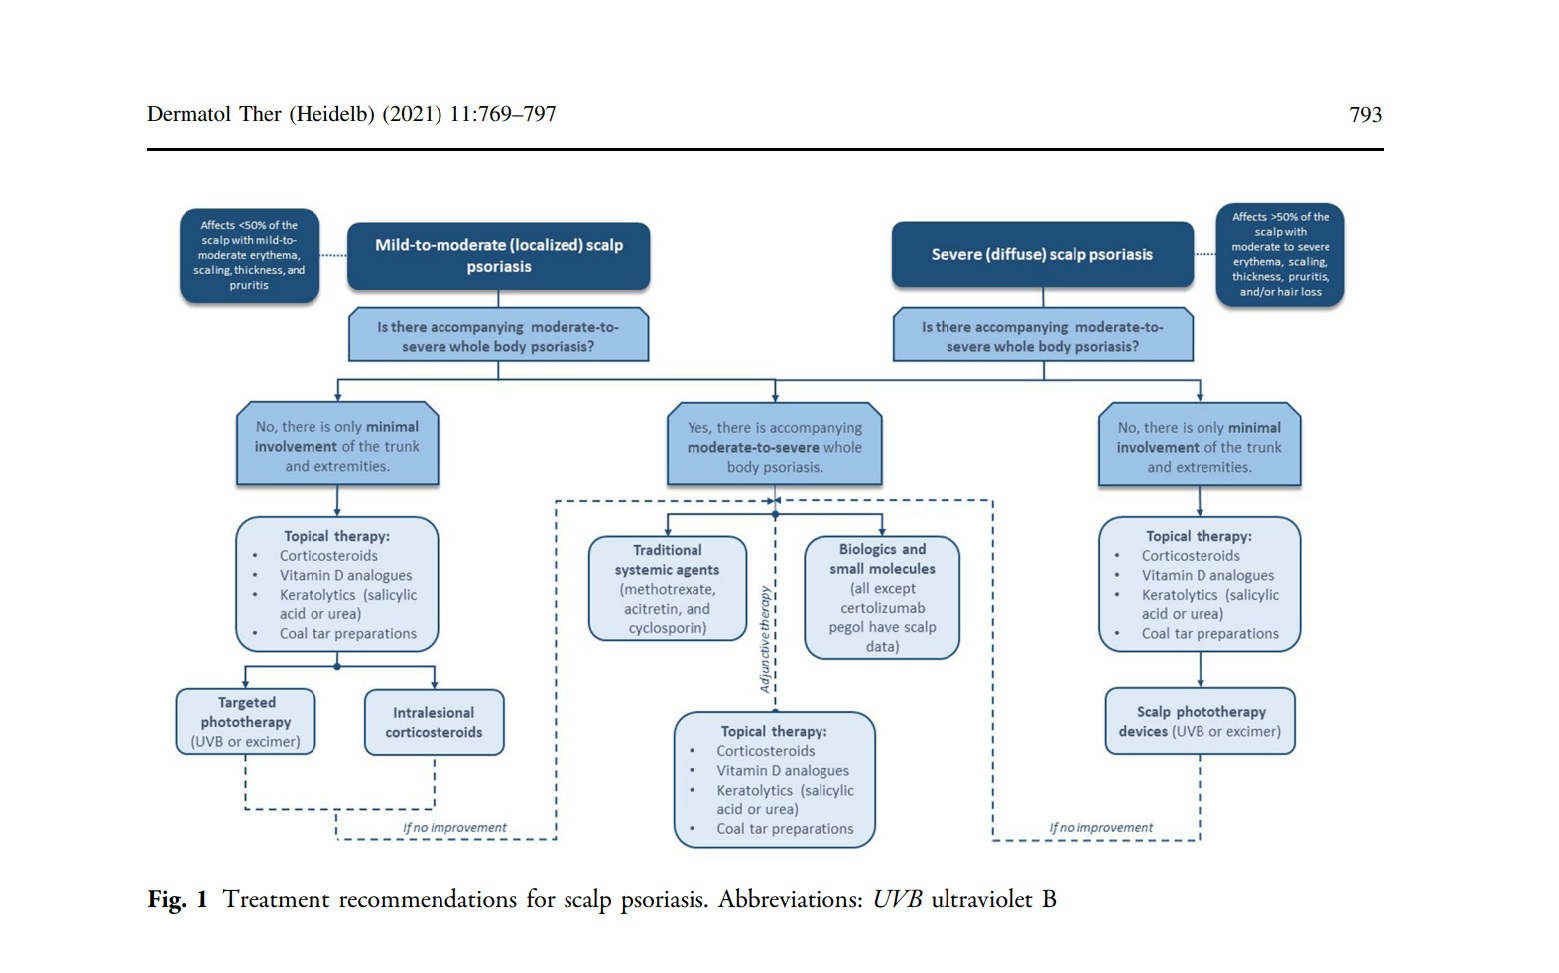 Dermatol Ther (Heidelb) (2021) 11:769–797
793
Affects <50% of the
scalp with mild-to-
moderate erythema,
scaling, thickness, and
pruritis
Mild-to-moderate (localized) scalp
psoriasis
Severe (diffuse) scalp psoriasis
Affects >50% of the
scalp with
moderate to severe
erythema, scaling,
thickness, pruritis,
and/or hair loss
Is there accompanying moderate-to-
severe whole body psoriasis?
Is there accompanying moderate-to-
severe whole body psoriasis?
No, there is only minimal
involvement of the trunk
and extremities.
Yes, there is accompanying
moderate-to-severe whole
body psoriasis.
No, there is only minimal
involvement of the trunk
and extremities.
Topical therapy:
• Corticosteroids
• Vitamin D analogues
• Keratolytics (salicylic
acid or urea)
• Coal tar preparations
Traditional
systemic agents
(methotrexate,
acitretin, and
cyclosporin)
Adjunctive therapy
Biologics and
small molecules
(all except
certolizumab
pegol have scalp
data)
Topical therapy:
• Corticosteroids
• Vitamin D analogues
• Keratolytics (salicylic
acid or urea)
• Coal tar preparations
Targeted
phototherapy
(UVB or excimer)
Intralesional
corticosteroids
Topical therapy:
• Corticosteroids
• Vitamin D analogues
• Keratolytics (salicylic
acid or urea)
• Coal tar preparations
Scalp phototherapy
devices (UVB or excimer)
If no improvement
If no improvement
Fig. 1 Treatment recommendations for scalp psoriasis. Abbreviations: UVB ultraviolet B